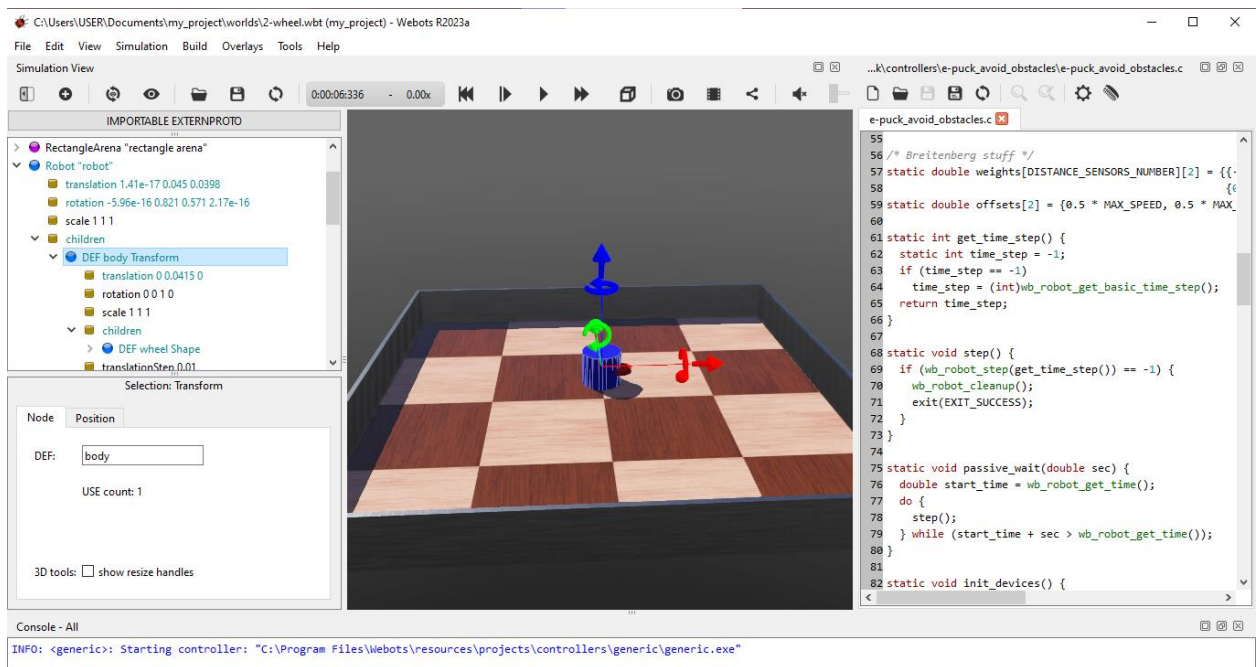 C:\Users\USER\Documents\my_project\worlds\2-wheel.wbt (my_project) - Webots R2023a
File Edit View Simulation Build Overlays Tools Help
Simulation View
0:00:06:336 - 0.00x
IMPORTABLE EXTERNPROTO
RectangleArena "rectangle arena"
Robot "robot"
translation 1.41e-17 0.045 0.0398
rotation -5.96e-16 0.821 0.571 2.17e-16
scale 1 1 1
children
DEF body Transform
translation 0 0.0415 0
rotation 0 0 1 0
scale 1 1 1
children
DEF wheel Shape
translationStep 0.01
Selection: Transform
Node Position
DEF: body
USE count: 1
3D tools: show resize handles
...k\controllers\e-puck_avoid_obstacles\e-puck_avoid_obstacles.c
e-puck_avoid_obstacles.c
55
56 /* Breitenberg stuff */
57 static double weights[DISTANCE_SENSORS_NUMBER][2] = {{-
58 {0
59 static double offsets[2] = {0.5 * MAX_SPEED, 0.5 * MAX_
60
61 static int get_time_step() {
62 static int time_step = -1;
63 if (time_step == -1)
64 time_step = (int)wb_robot_get_basic_time_step();
65 return time_step;
66 }
67
68 static void step() {
69 if (wb_robot_step(get_time_step()) == -1) {
70 wb_robot_cleanup();
71 exit(EXIT_SUCCESS);
72 }
73 }
74
75 static void passive_wait(double sec) {
76 double start_time = wb_robot_get_time();
77 do {
78 step();
79 } while (start_time + sec > wb_robot_get_time());
80 }
81
82 static void init_devices() {
Console - All
INFO: <generic>: Starting controller: "C:\Program Files\Webots\resources\projects\controllers\generic\generic.exe"